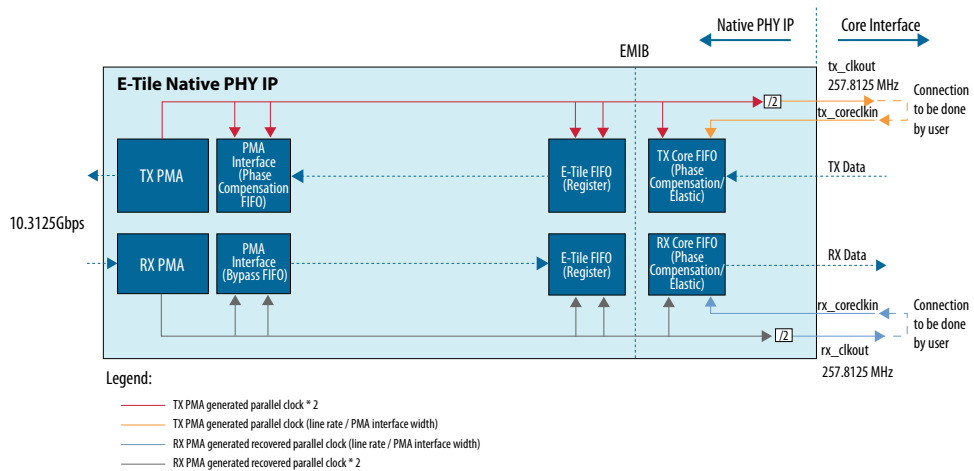 Native PHY IP
Core Interface
EMIB
E-Tile Native PHY IP
tx_clkout
257.8125 MHz
/2
Connection
to be done
by user
tx_coreclkin
TX PMA
PMA
Interface
(Phase
Compensation
FIFO)
E-Tile FIFO
(Register)
TX Core FIFO
(Phase
Compensation/
Elastic)
TX Data
10.3125Gbps
RX PMA
PMA
Interface
(Bypass FIFO)
E-Tile FIFO
(Register)
RX Core FIFO
(Phase
Compensation/
Elastic)
RX Data
rx_coreclkin
Connection
to be done
by user
/2
rx_clkout
257.8125 MHz
Legend:
TX PMA generated parallel clock * 2
TX PMA generated parallel clock (line rate / PMA interface width)
RX PMA generated recovered parallel clock (line rate / PMA interface width)
RX PMA generated recovered parallel clock * 2